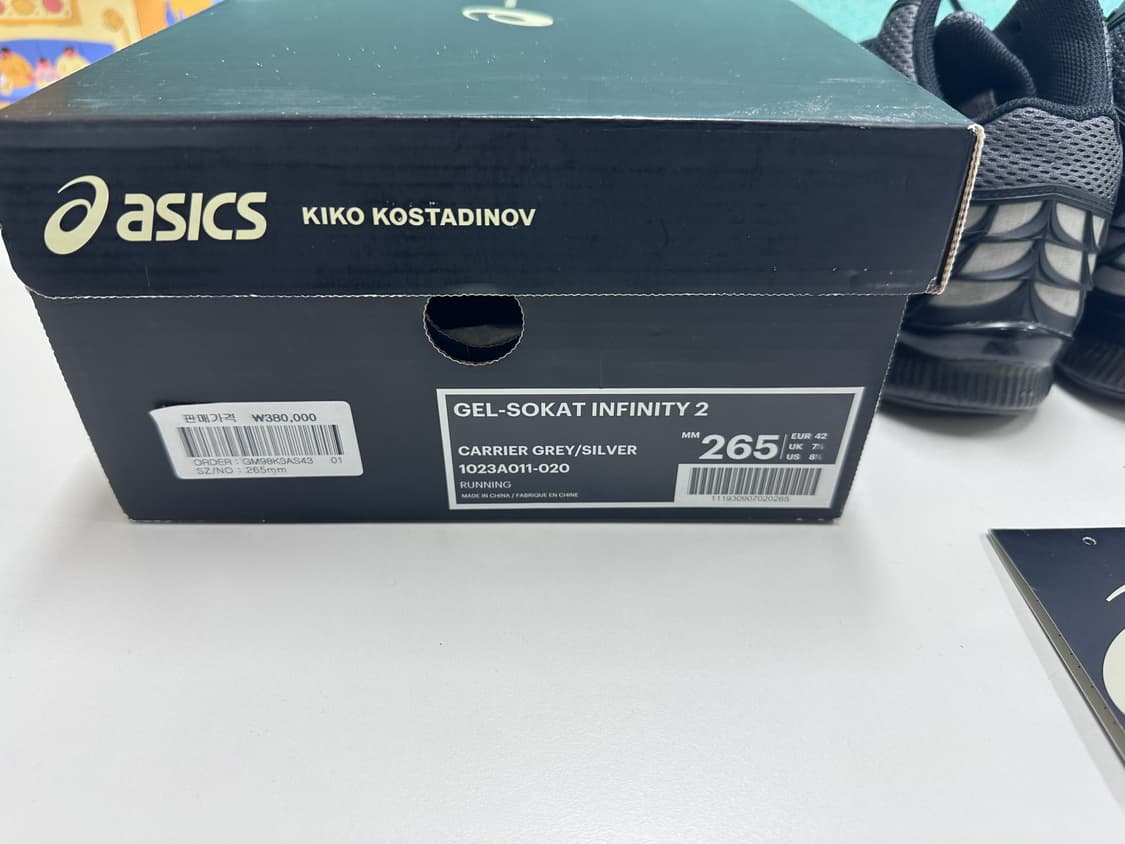 asics KIKO KOSTADINOV
판매가격 ₩380,000
ORDER : GM98K3AS43 01
SZ/NO : 265mm
GEL-SOKAT INFINITY 2
CARRIER GREY/SILVER
1023A011-020
RUNNING
MADE IN CHINA / FABRIQUE EN CHINE
MM 265
EUR 42
UK 7½
US 8½
111930907020265